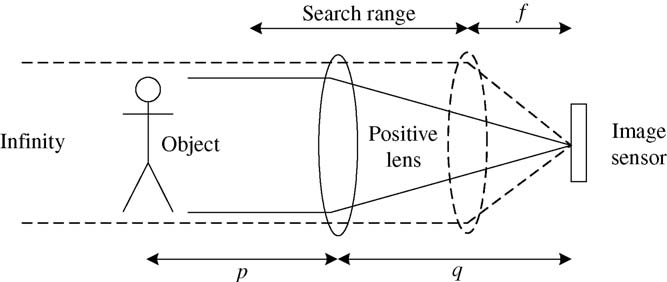 Search range
f
Infinity
Object
Positive
lens
Image
sensor
p
q